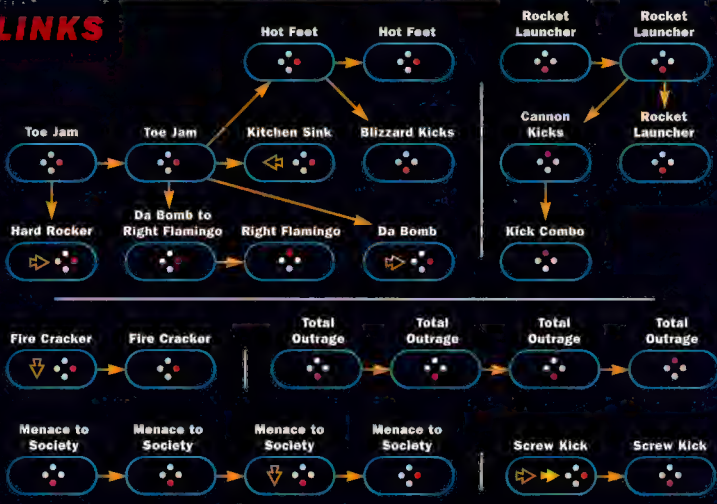 LINKS
Hot Feet
Hot Feet
Rocket
Launcher
Rocket
Launcher
Toe Jam
Toe Jam
Kitchen Sink
Blizzard Kicks
Cannon
Kicks
Rocket
Launcher
Hard Rocker
Da Bomb to
Right Flamingo
Right Flamingo
Da Bomb
Kick Combo
Fire Cracker
Fire Cracker
Total
Outrage
Total
Outrage
Total
Outrage
Total
Outrage
Menace to
Society
Menace to
Society
Menace to
Society
Menace to
Society
Screw Kick
Screw Kick